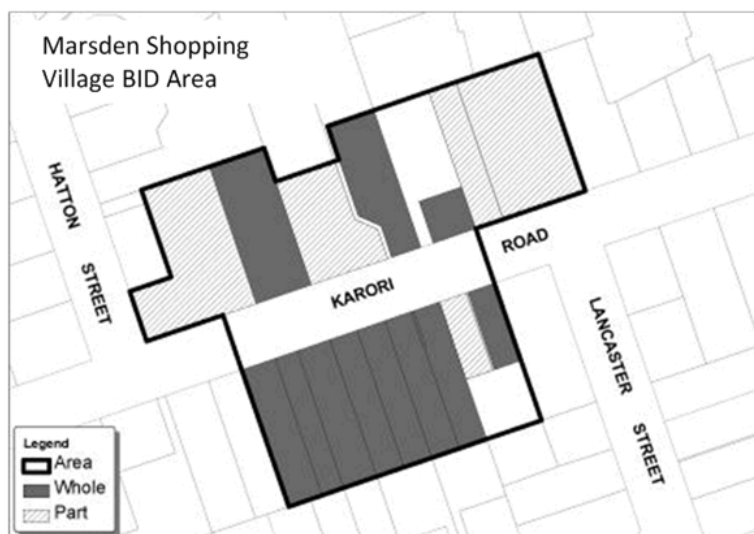 Marsden Shopping
Village BID Area
HATTON
STREET
ROAD
KARORI
LANCASTER
STREET
Legend
Area
Whole
Part